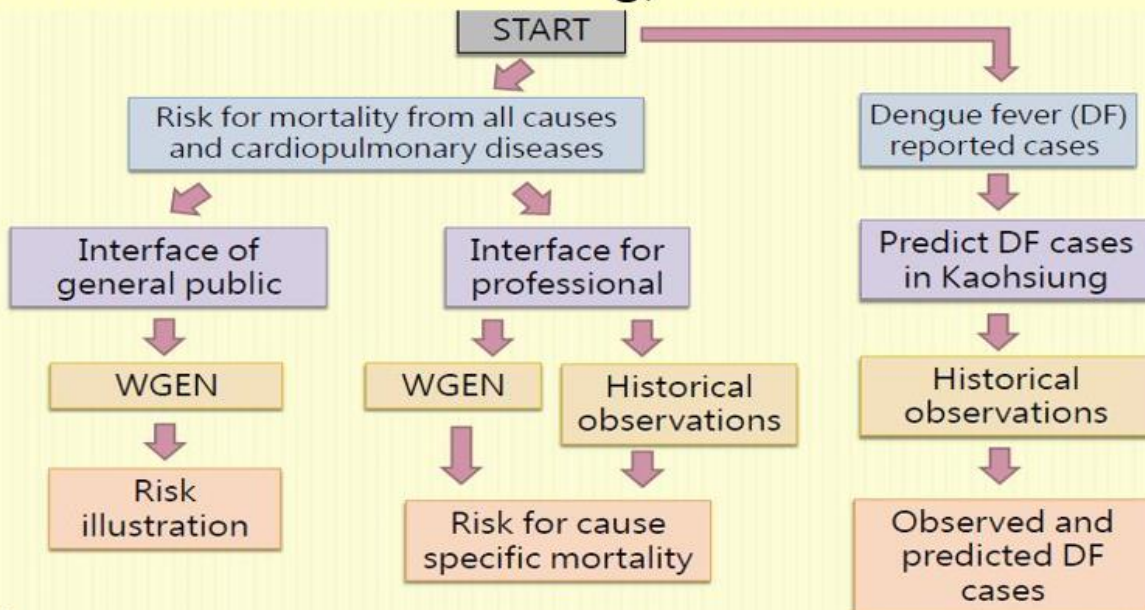 START
Risk for mortality from all causes
and cardiopulmonary diseases
Dengue fever (DF)
reported cases
Interface of
general public
Interface for
professional
Predict DF cases
in Kaohsiung
WGEN
WGEN
Historical
observations
Historical
observations
Risk
illustration
Risk for cause
specific mortality
Observed and
predicted DF
cases